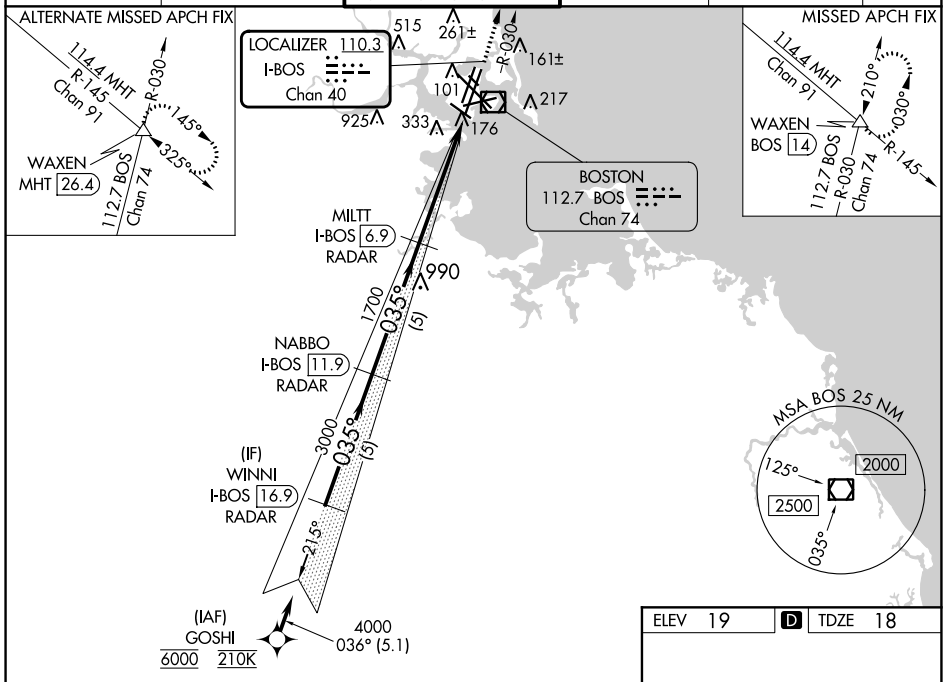 ALTERNATE MISSED APCH FIX
114.4 MHT
R-145
Chan 91
R-030
145°
325°
WAXEN
MHT 26.4
112.7 BOS
Chan 74
LOCALIZER 110.3
I-BOS
Chan 40
515
261±
R-030
161±
101
217
925
333
176
MISSED APCH FIX
114.4 MHT
Chan 91
210°
030°
WAXEN
BOS 14
R-145
112.7 BOS
R-030
Chan 74
BOSTON
112.7 BOS
Chan 74
MILTT
I-BOS 6.9
RADAR
990
1700
035°
(5)
NABBO
I-BOS 11.9
RADAR
3000
035°
(5)
(IF)
WINNI
I-BOS 16.9
RADAR
215°
MSA BOS 25 NM
125°
2000
2500
035°
(IAF)
GOSHI
6000 210K
4000
036° (5.1)
ELEV 19 D TDZE 18